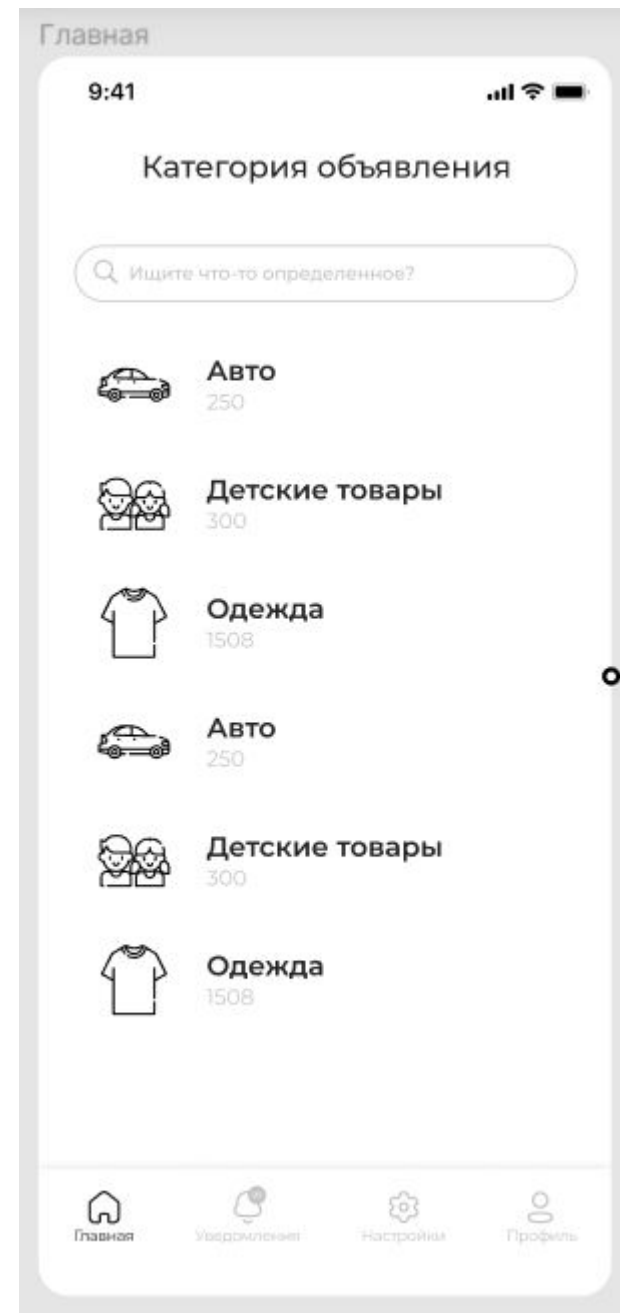 Главная
9:41
Категория объявления
Ищите что-то определенное?
Авто
250
Детские товары
300
Одежда
1508
Авто
250
Детские товары
300
Одежда
1508
Главная
Уведомления
Настройки
Профиль